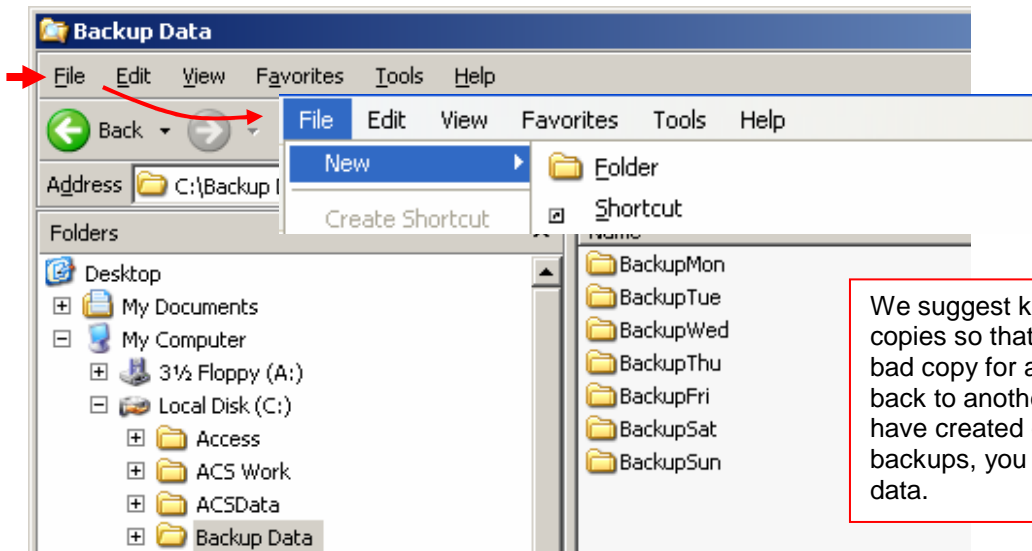 Backup Data
File Edit View Favorites Tools Help
Back
File Edit View Favorites Tools Help
New
Folder
Address C:\Backup
Create Shortcut
Shortcut
Folders
Name
Desktop
My Documents
My Computer
3½ Floppy (A:)
Local Disk (C:)
Access
ACS Work
ACSData
Backup Data
BackupMon
BackupTue
BackupWed
BackupThu
BackupFri
BackupSat
BackupSun
We suggest k
copies so that
bad copy for a
back to anothe
have created
backups, you
data.